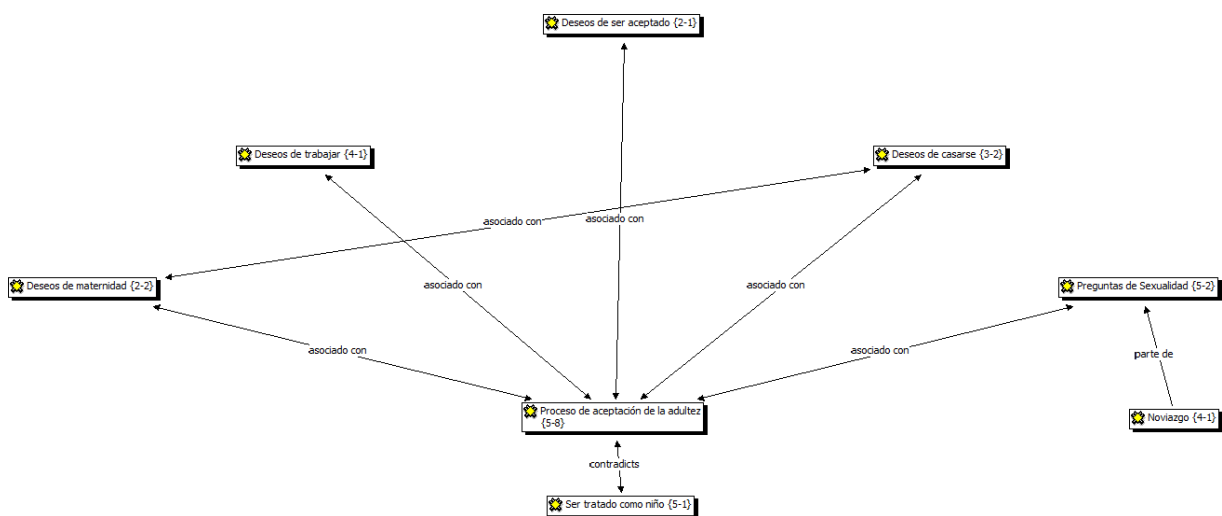 Deseos de ser aceptado {2-1}
Deseos de trabajar {4-1}
Deseos de casarse {3-2}
asociado con
asociado con
Deseos de maternidad {2-2}
asociado con
asociado con
Preguntas de Sexualidad {5-2}
asociado con
asociado con
parte de
Proceso de aceptación de la adultez
{5-8}
Noviazgo {4-1}
contradicts
Ser tratado como niño {5-1}